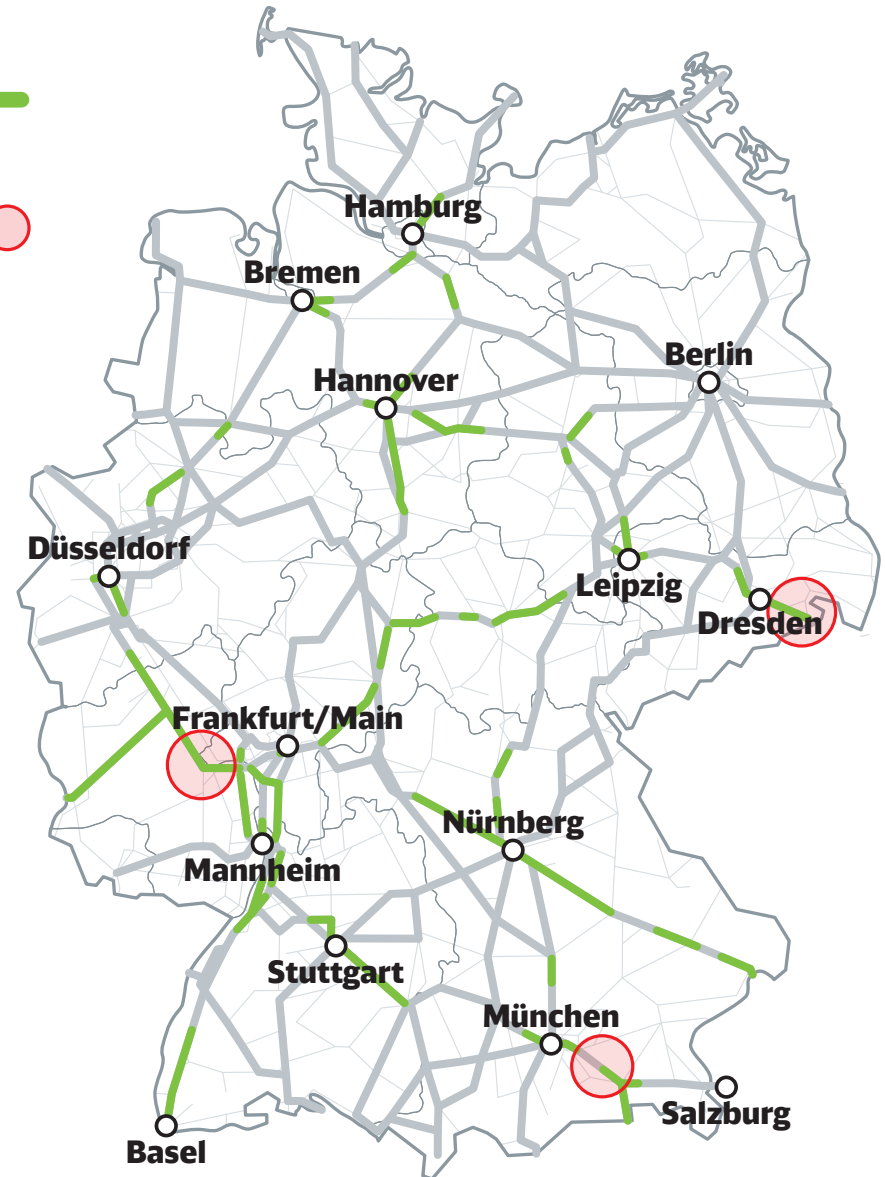 Hamburg
Bremen
Berlin
Hannover
Düsseldorf
Leipzig
Dresden
Frankfurt/Main
Nürnberg
Mannheim
Stuttgart
München
Salzburg
Basel